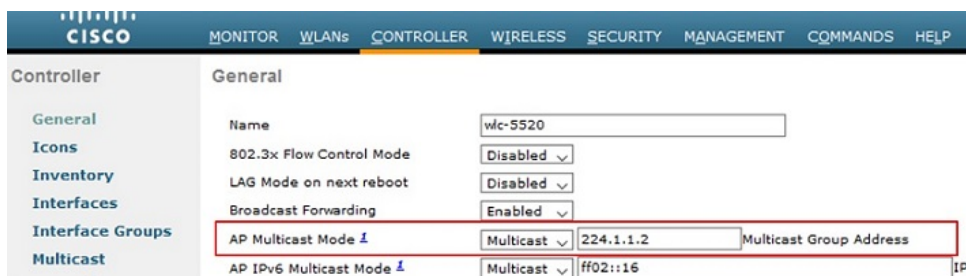 CISCO
MONITOR WLANs CONTROLLER WIRELESS SECURITY MANAGEMENT COMMANDS HELP
Controller
General
Icons
Inventory
Interfaces
Interface Groups
Multicast
General
Name wlc-5520
802.3x Flow Control Mode Disabled
LAG Mode on next reboot Disabled
Broadcast Forwarding Enabled
AP Multicast Mode 1 Multicast 224.1.1.2 Multicast Group Address
AP IPv6 Multicast Mode 1 Multicast ff02::16 IP